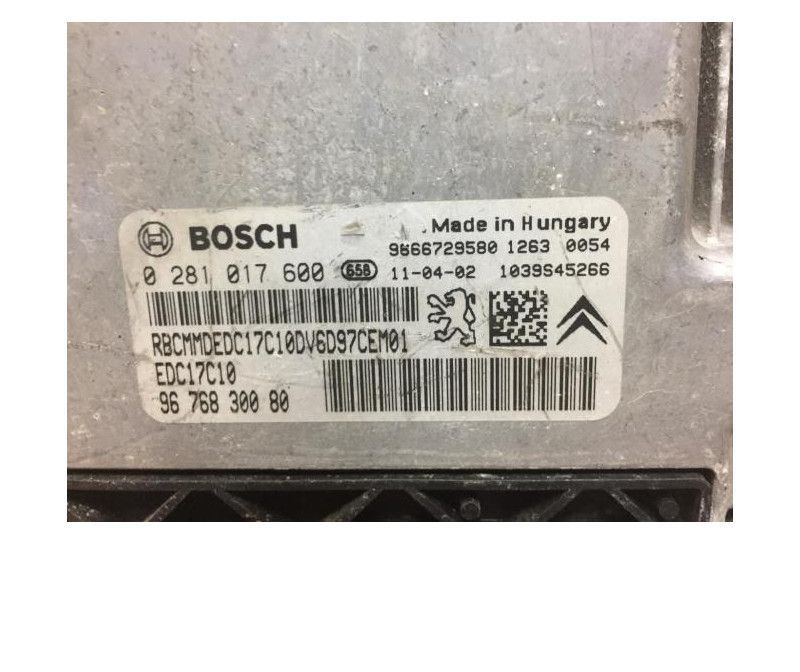 BOSCH
Made in Hungary
9666729580 1263 0054
0 281 017 600 658 11-04-02 1039S45266
RBCMMDEDC17C10DV6D97CEM01
EDC17C10
96 768 300 80